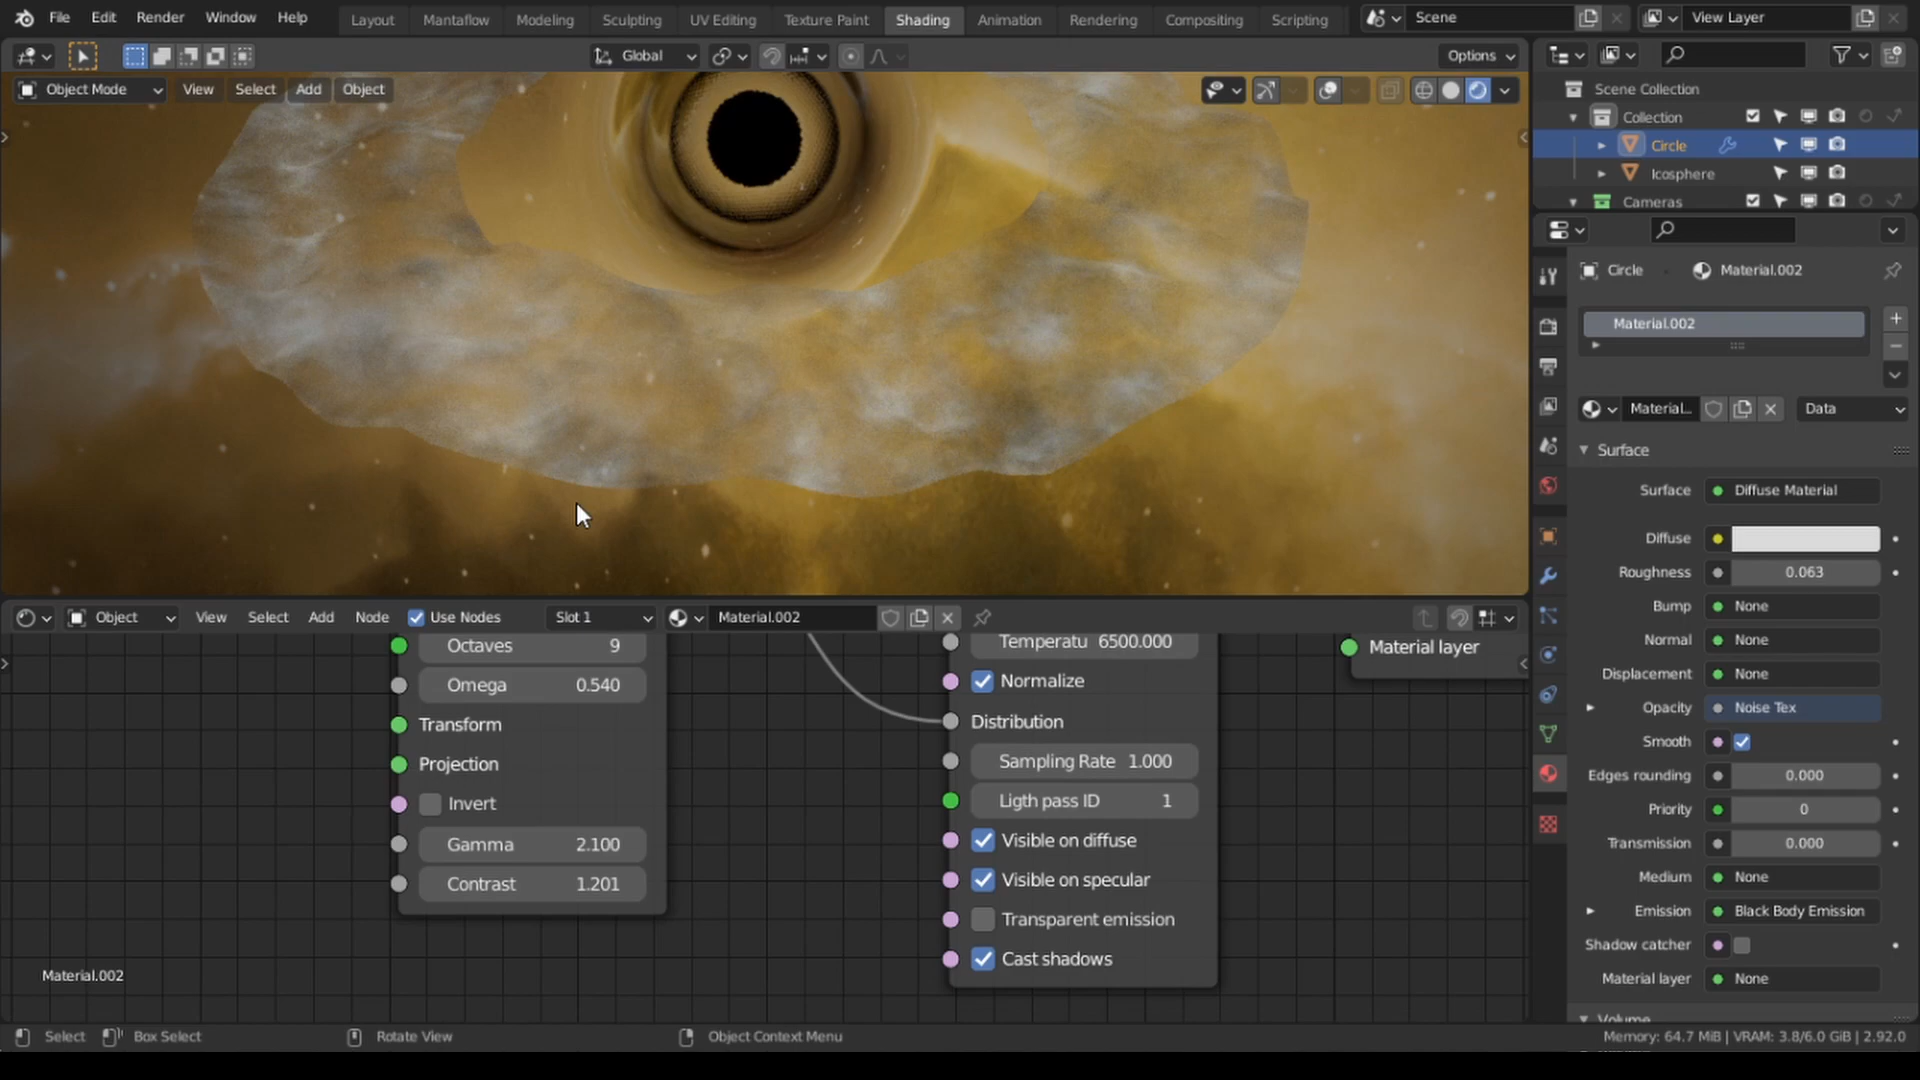 File Edit Render Window Help Layout Mantaflow Modeling Sculpting UV Editing Texture Paint Shading Animation Rendering Compositing Scripting Scene View Layer
Global Options
Object Mode View Select Add Object
Scene Collection
Collection
Circle
Icosphere
Cameras
Circle Material.002
Material.002
Material... Data
Surface
Surface Diffuse Material
Diffuse
Roughness 0.063
Bump None
Normal None
Displacement None
Opacity Noise Tex
Smooth
Edges rounding 0.000
Priority 0
Transmission 0.000
Medium None
Emission Black Body Emission
Shadow catcher
Material layer None
Volume
Object View Select Add Node Use Nodes Slot 1 Material.002
Octaves 9
Omega 0.540
Transform
Projection
Invert
Gamma 2.100
Contrast 1.201
Temperatu 6500.000
Normalize
Distribution
Sampling Rate 1.000
Ligth pass ID 1
Visible on diffuse
Visible on specular
Transparent emission
Cast shadows
Material layer
Material.002
Select Box Select Rotate View Object Context Menu Memory: 64.7 MiB | VRAM: 3.8/6.0 GiB | 2.92.0